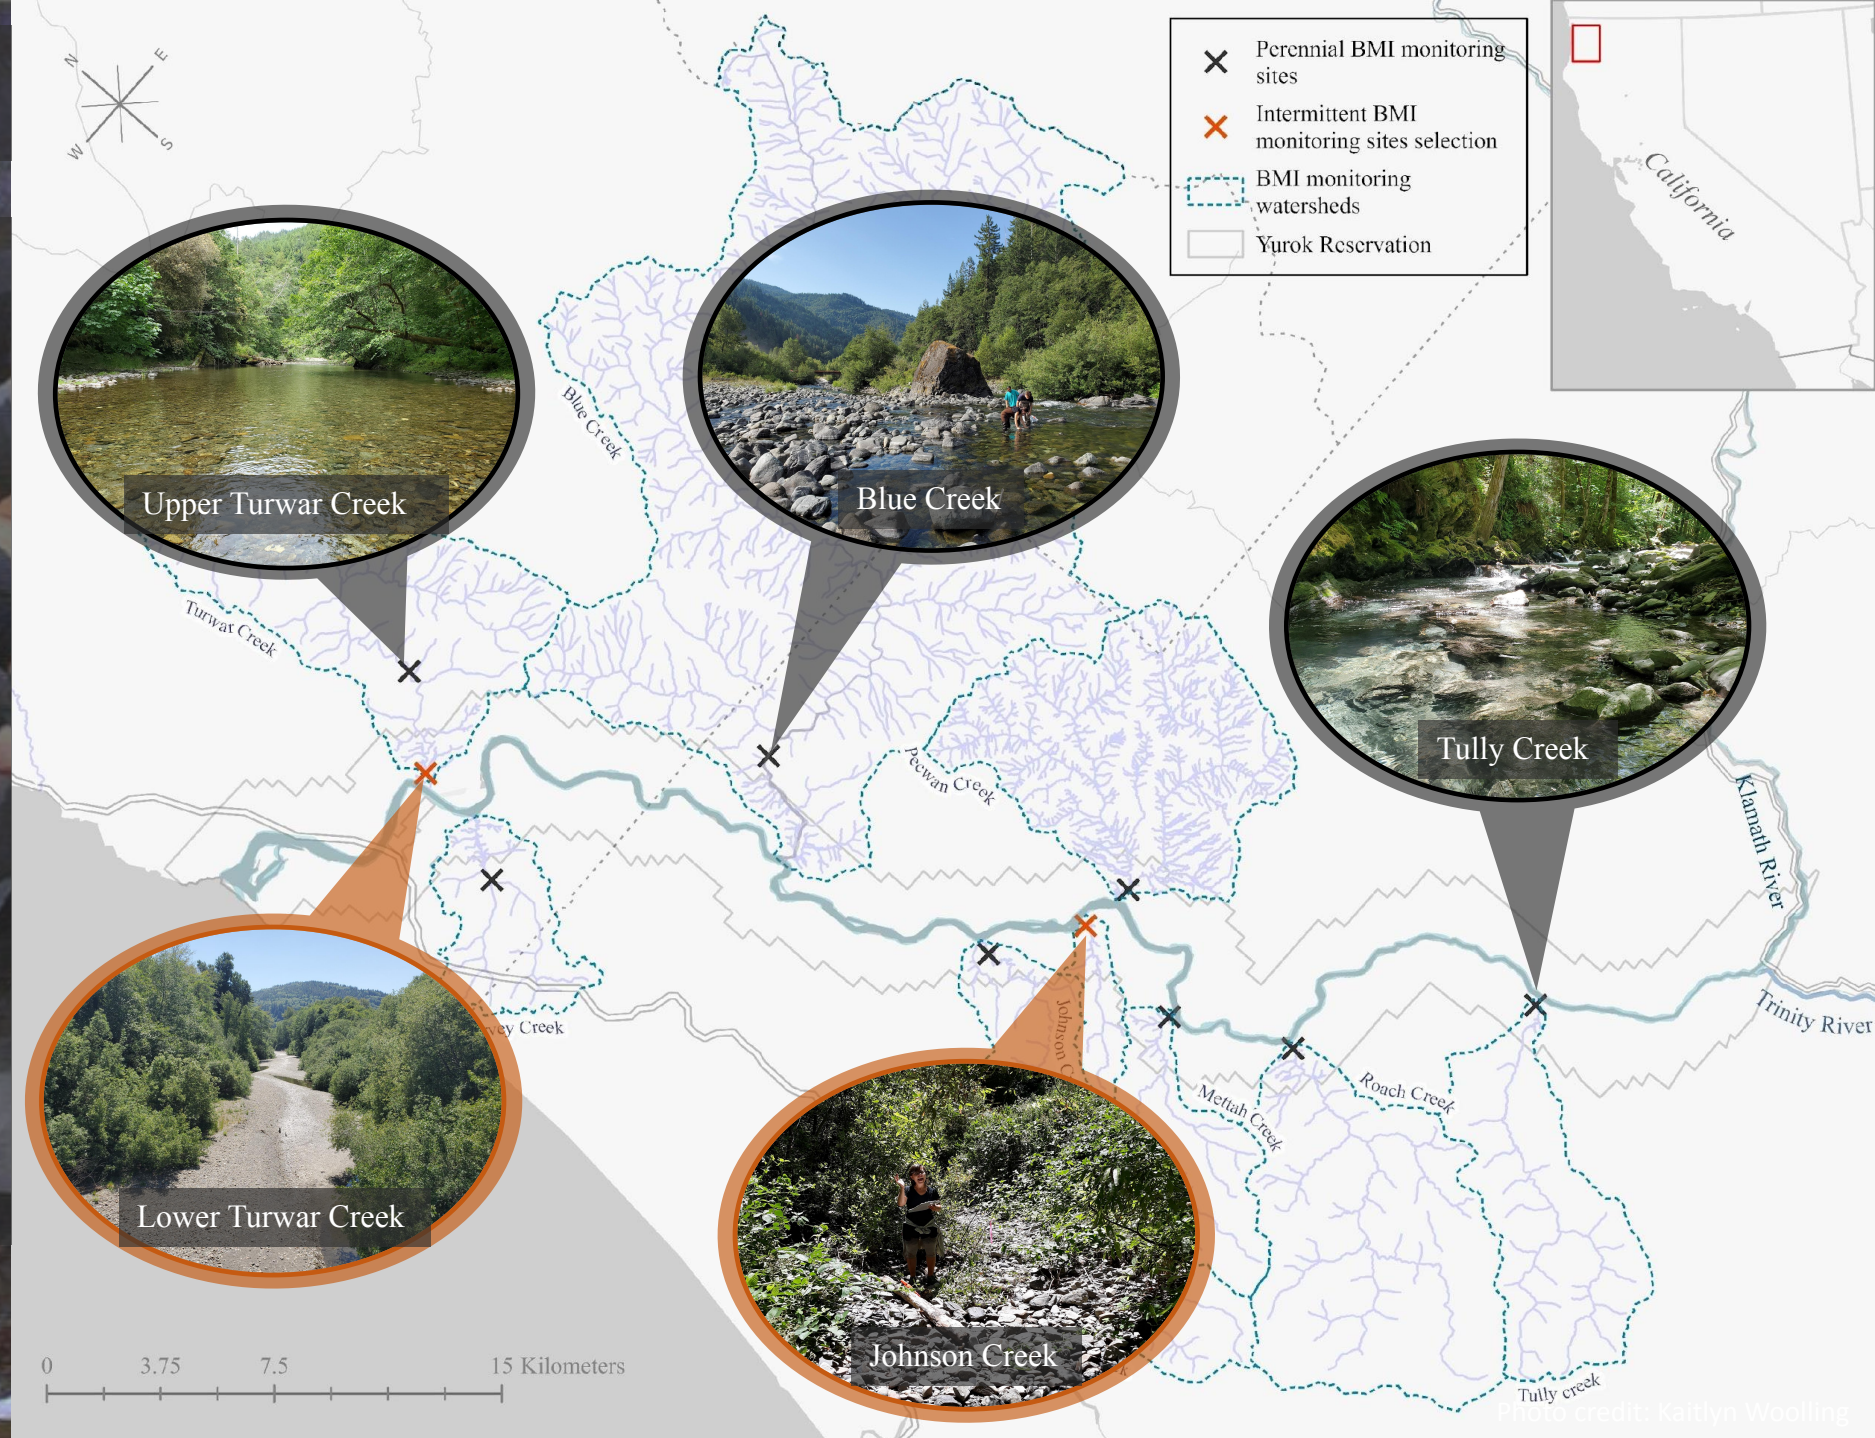 N
E
W
S
Perennial BMI monitoring
sites
Intermittent BMI
monitoring sites selection
BMI monitoring
watersheds
Yurok Reservation
California
Upper Turwar Creek
Blue Creek
Blue Creek
Tully Creek
Turwar Creek
Pecwan Creek
Klamath River
Trinity River
vey Creek
Johnson C
Mettah Creek
Roach Creek
Lower Turwar Creek
Johnson Creek
k
0 3.75 7.5 15 Kilometers
Tully creek
Photo credit: Kaitlyn Woolling